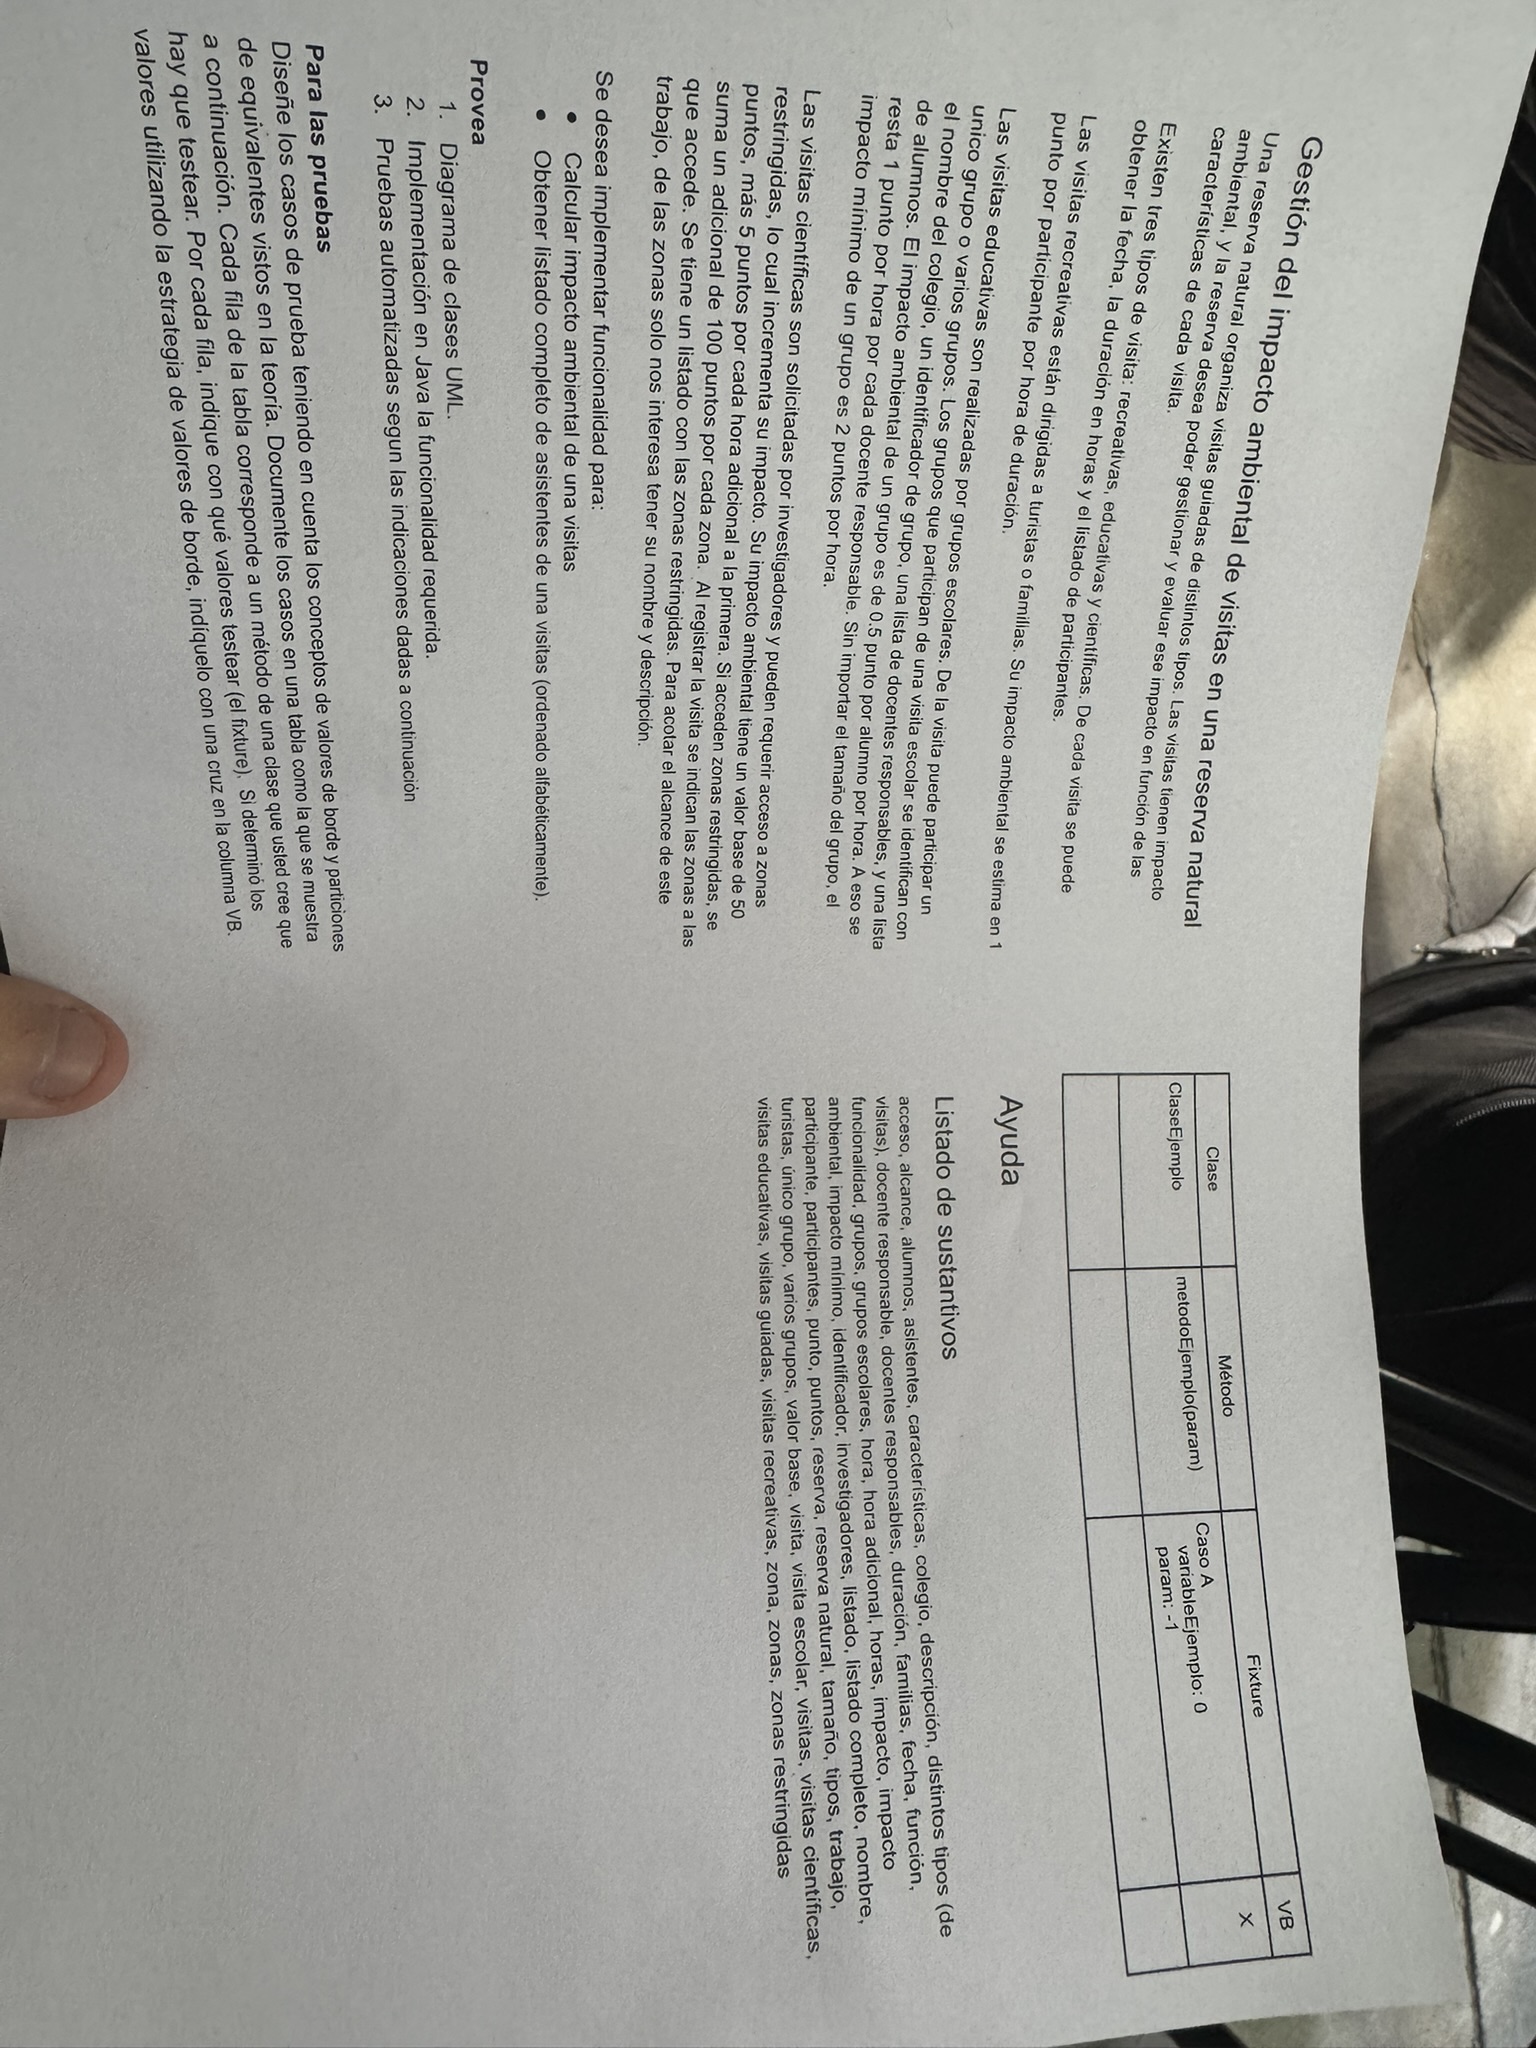 Gestión del impacto ambiental de visitas en una reserva natural
Una reserva natural organiza visitas guiadas de distintos tipos. Las visitas tienen impacto
ambiental, y la reserva desea poder gestionar y evaluar ese impacto en función de las
características de cada visita.
Existen tres tipos de visita: recreativas, educativas y científicas. De cada visita se puede
obtener la fecha, la duración en horas y el listado de participantes.
Las visitas recreativas están dirigidas a turistas o familias. Su impacto ambiental se estima en 1
punto por participante por hora de duración.
Las visitas educativas son realizadas por grupos escolares. De la visita puede participar un
unico grupo o varios grupos. Los grupos que participan de una visita escolar se identifican con
el nombre del colegio, un identificador de grupo, una lista de docentes responsables, y una lista
de alumnos. El impacto ambiental de un grupo es de 0.5 punto por alumno por hora. A eso se
resta 1 punto por hora por cada docente responsable. Sin importar el tamaño del grupo, el
impacto mínimo de un grupo es 2 puntos por hora.
Las visitas científicas son solicitadas por investigadores y pueden requerir acceso a zonas
restringidas, lo cual incrementa su impacto. Su impacto ambiental tiene un valor base de 50
puntos, más 5 puntos por cada hora adicional a la primera. Si acceden zonas restringidas, se
suma un adicional de 100 puntos por cada zona. Al registrar la visita se indican las zonas a las
que accede. Se tiene un listado con las zonas restringidas. Para acotar el alcance de este
trabajo, de las zonas solo nos interesa tener su nombre y descripción.
Se desea implementar funcionalidad para:
● Calcular impacto ambiental de una visitas
● Obtener listado completo de asistentes de una visitas (ordenado alfabéticamente).
Provea
1. Diagrama de clases UML.
2. Implementación en Java la funcionalidad requerida.
3. Pruebas automatizadas segun las indicaciones dadas a continuación
Para las pruebas
Diseñe los casos de prueba teniendo en cuenta los conceptos de valores de borde y particiones
de equivalentes vistos en la teoría. Documente los casos en una tabla como la que se muestra
a continuación. Cada fila de la tabla corresponde a un método de una clase que usted cree que
hay que testear. Por cada fila, indique con qué valores testear (el fixture). Si determinó los
valores utilizando la estrategia de valores de borde, indíquelo con una cruz en la columna VB.
Clase Método Fixture VB
ClaseEjemplo metodoEjemplo(param) Caso A X
variableEjemplo: 0
param: -1
Ayuda
Listado de sustantivos
acceso, alcance, alumnos, asistentes, características, colegio, descripción, distintos tipos (de
visitas), docente responsable, docentes responsables, duración, familias, fecha, función,
funcionalidad, grupos, grupos escolares, hora, hora adicional, horas, impacto, impacto
ambiental, impacto mínimo, identificador, investigadores, listado, listado completo, nombre,
participante, participantes, punto, puntos, reserva, reserva natural, tamaño, tipos, trabajo,
turistas, único grupo, varios grupos, valor base, visita, visita escolar, visitas, visitas científicas,
visitas educativas, visitas guiadas, visitas recreativas, zona, zonas, zonas restringidas